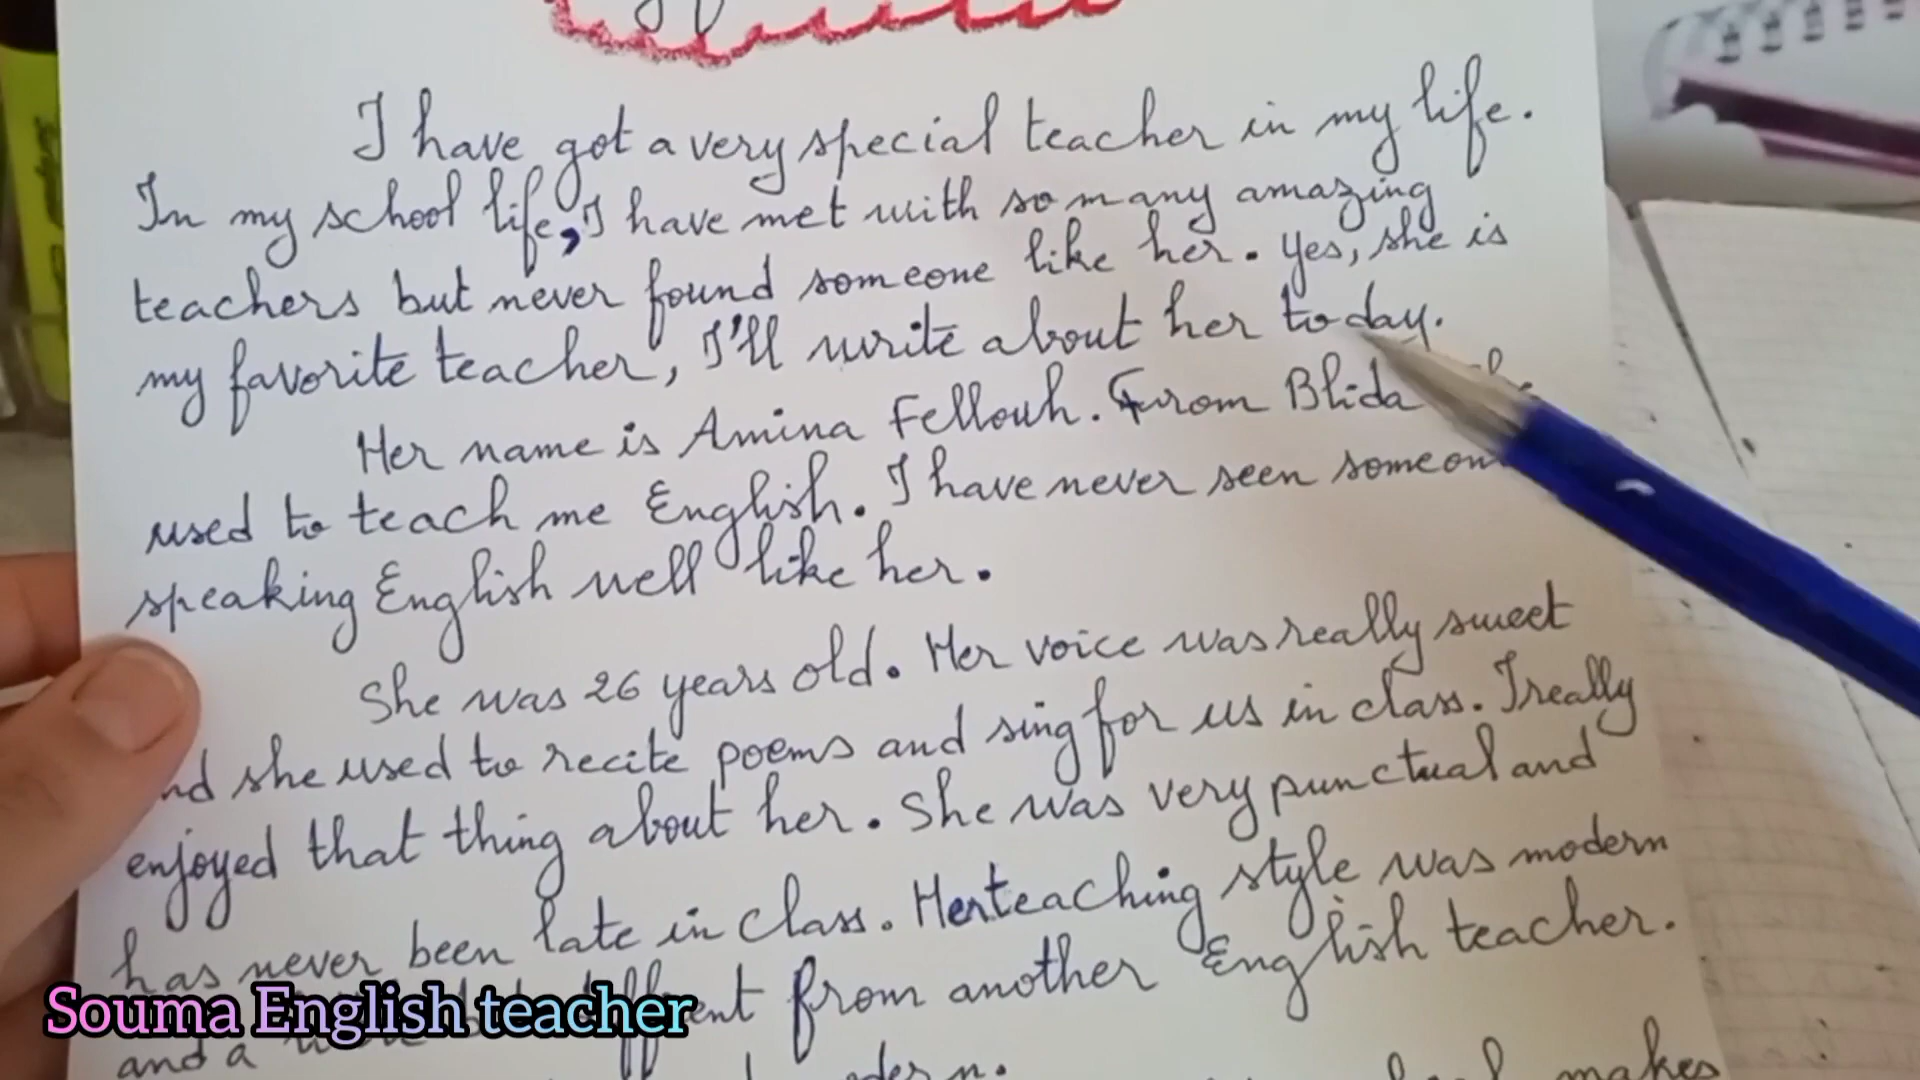 I have got a very special teacher in my life.
In my school life, I have met with so many amazing
teachers but never found someone like her. Yes, she is
my favorite teacher, I'll write about her today.
Her name is Amina Fellouh. From Blida
used to teach me English. I have never seen someone
speaking English well like her.
She was 26 years old. Her voice was really sweet
nd she used to recite poems and sing for us in class. I really
enjoyed that thing about her. She was very punctual and
has never been late in class. Her teaching style was modern
from another English teacher.
and a
makes
Souma English teacher